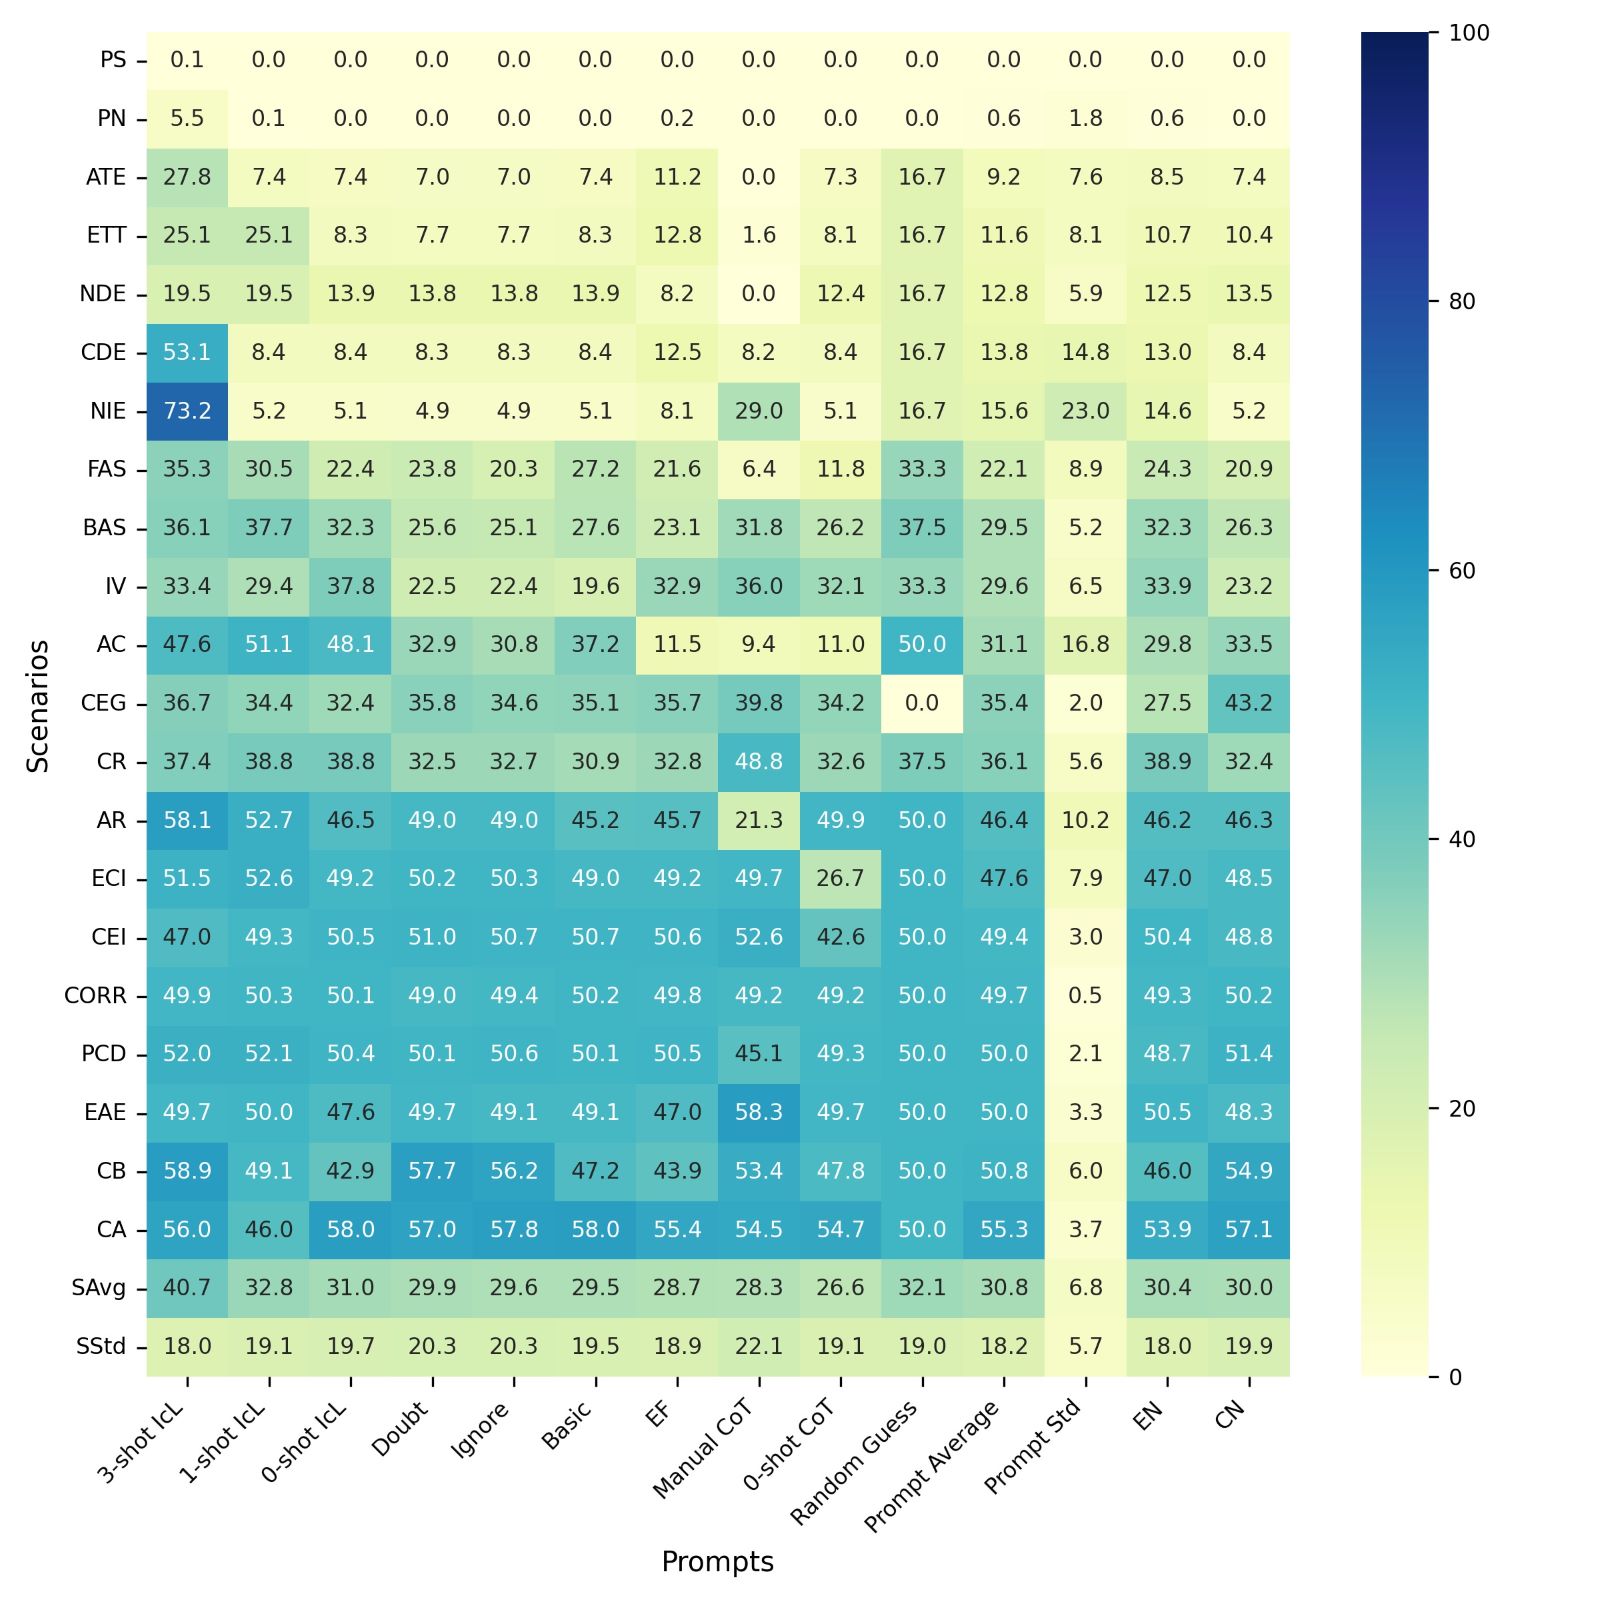 PS 0.1 0.0 0.0 0.0 0.0 0.0 0.0 0.0 0.0 0.0 0.0 0.0 0.0 0.0
PN 5.5 0.1 0.0 0.0 0.0 0.0 0.2 0.0 0.0 0.0 0.6 1.8 0.6 0.0
ATE 27.8 7.4 7.4 7.0 7.0 7.4 11.2 0.0 7.3 16.7 9.2 7.6 8.5 7.4
ETT 25.1 25.1 8.3 7.7 7.7 8.3 12.8 1.6 8.1 16.7 11.6 8.1 10.7 10.4
NDE 19.5 19.5 13.9 13.8 13.8 13.9 8.2 0.0 12.4 16.7 12.8 5.9 12.5 13.5
CDE 53.1 8.4 8.4 8.3 8.3 8.4 12.5 8.2 8.4 16.7 13.8 14.8 13.0 8.4
NIE 73.2 5.2 5.1 4.9 4.9 5.1 8.1 29.0 5.1 16.7 15.6 23.0 14.6 5.2
FAS 35.3 30.5 22.4 23.8 20.3 27.2 21.6 6.4 11.8 33.3 22.1 8.9 24.3 20.9
BAS 36.1 37.7 32.3 25.6 25.1 27.6 23.1 31.8 26.2 37.5 29.5 5.2 32.3 26.3
IV 33.4 29.4 37.8 22.5 22.4 19.6 32.9 36.0 32.1 33.3 29.6 6.5 33.9 23.2
AC 47.6 51.1 48.1 32.9 30.8 37.2 11.5 9.4 11.0 50.0 31.1 16.8 29.8 33.5
CEG 36.7 34.4 32.4 35.8 34.6 35.1 35.7 39.8 34.2 0.0 35.4 2.0 27.5 43.2
CR 37.4 38.8 38.8 32.5 32.7 30.9 32.8 48.8 32.6 37.5 36.1 5.6 38.9 32.4
AR 58.1 52.7 46.5 49.0 49.0 45.2 45.7 21.3 49.9 50.0 46.4 10.2 46.2 46.3
ECI 51.5 52.6 49.2 50.2 50.3 49.0 49.2 49.7 26.7 50.0 47.6 7.9 47.0 48.5
CEI 47.0 49.3 50.5 51.0 50.7 50.7 50.6 52.6 42.6 50.0 49.4 3.0 50.4 48.8
CORR 49.9 50.3 50.1 49.0 49.4 50.2 49.8 49.2 49.2 50.0 49.7 0.5 49.3 50.2
PCD 52.0 52.1 50.4 50.1 50.6 50.1 50.5 45.1 49.3 50.0 50.0 2.1 48.7 51.4
EAE 49.7 50.0 47.6 49.7 49.1 49.1 47.0 58.3 49.7 50.0 50.0 3.3 50.5 48.3
CB 58.9 49.1 42.9 57.7 56.2 47.2 43.9 53.4 47.8 50.0 50.8 6.0 46.0 54.9
CA 56.0 46.0 58.0 57.0 57.8 58.0 55.4 54.5 54.7 50.0 55.3 3.7 53.9 57.1
SAvg 40.7 32.8 31.0 29.9 29.6 29.5 28.7 28.3 26.6 32.1 30.8 6.8 30.4 30.0
SStd 18.0 19.1 19.7 20.3 20.3 19.5 18.9 22.1 19.1 19.0 18.2 5.7 18.0 19.9
3-shot IcL
1-shot IcL
0-shot IcL
Doubt
Ignore
Basic
EF
Manual CoT
0-shot CoT
Random Guess
Prompt Average
Prompt Std
EN
CN
Prompts
Scenarios
100
80
60
40
20
0